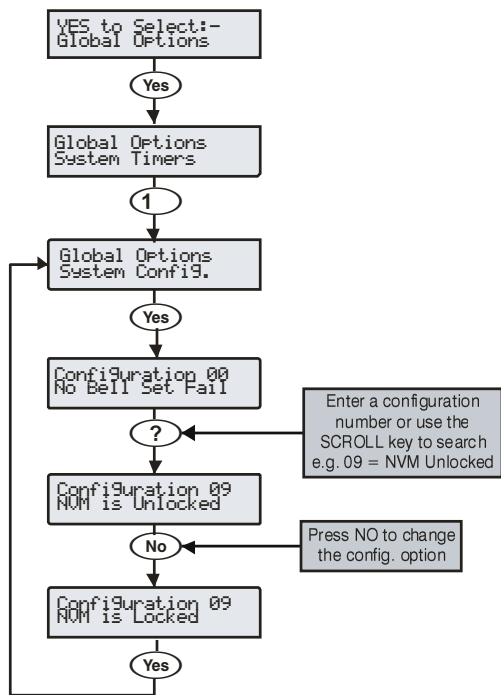 YES to Select:-
Global Options
Yes
Global Options
System Timers
1
Global Options
System Config.
Yes
Configuration 00
No Bell Set Fail
?
Enter a configuration
number or use the
SCROLL key to search
e.g. 09 = NVM Unlocked
Configuration 09
NVM is Unlocked
No
Press NO to change
the config. option
Configuration 09
NVM is Locked
Yes